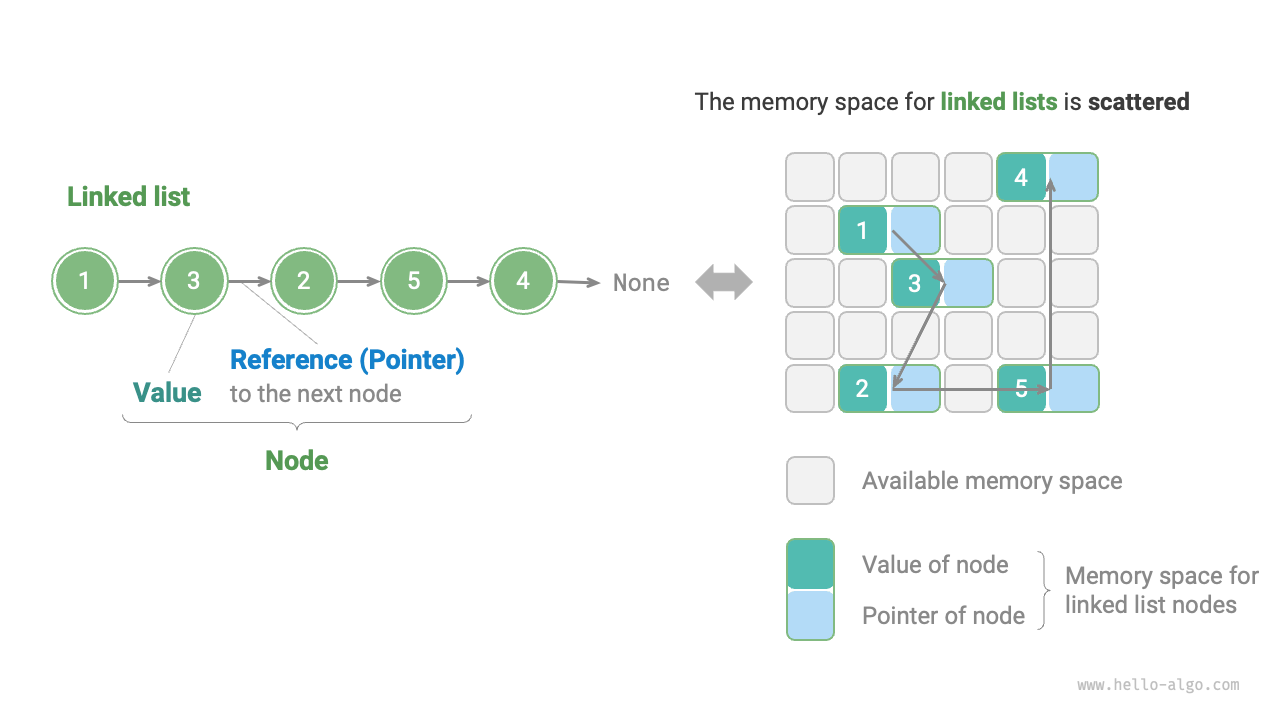 The memory space for linked lists is scattered
Linked list
1 3 2 5 4 None
Value
Reference (Pointer)
to the next node
Node
4
1
3
2 5
Available memory space
Value of node
Pointer of node
Memory space for
linked list nodes
www.hello-algo.com